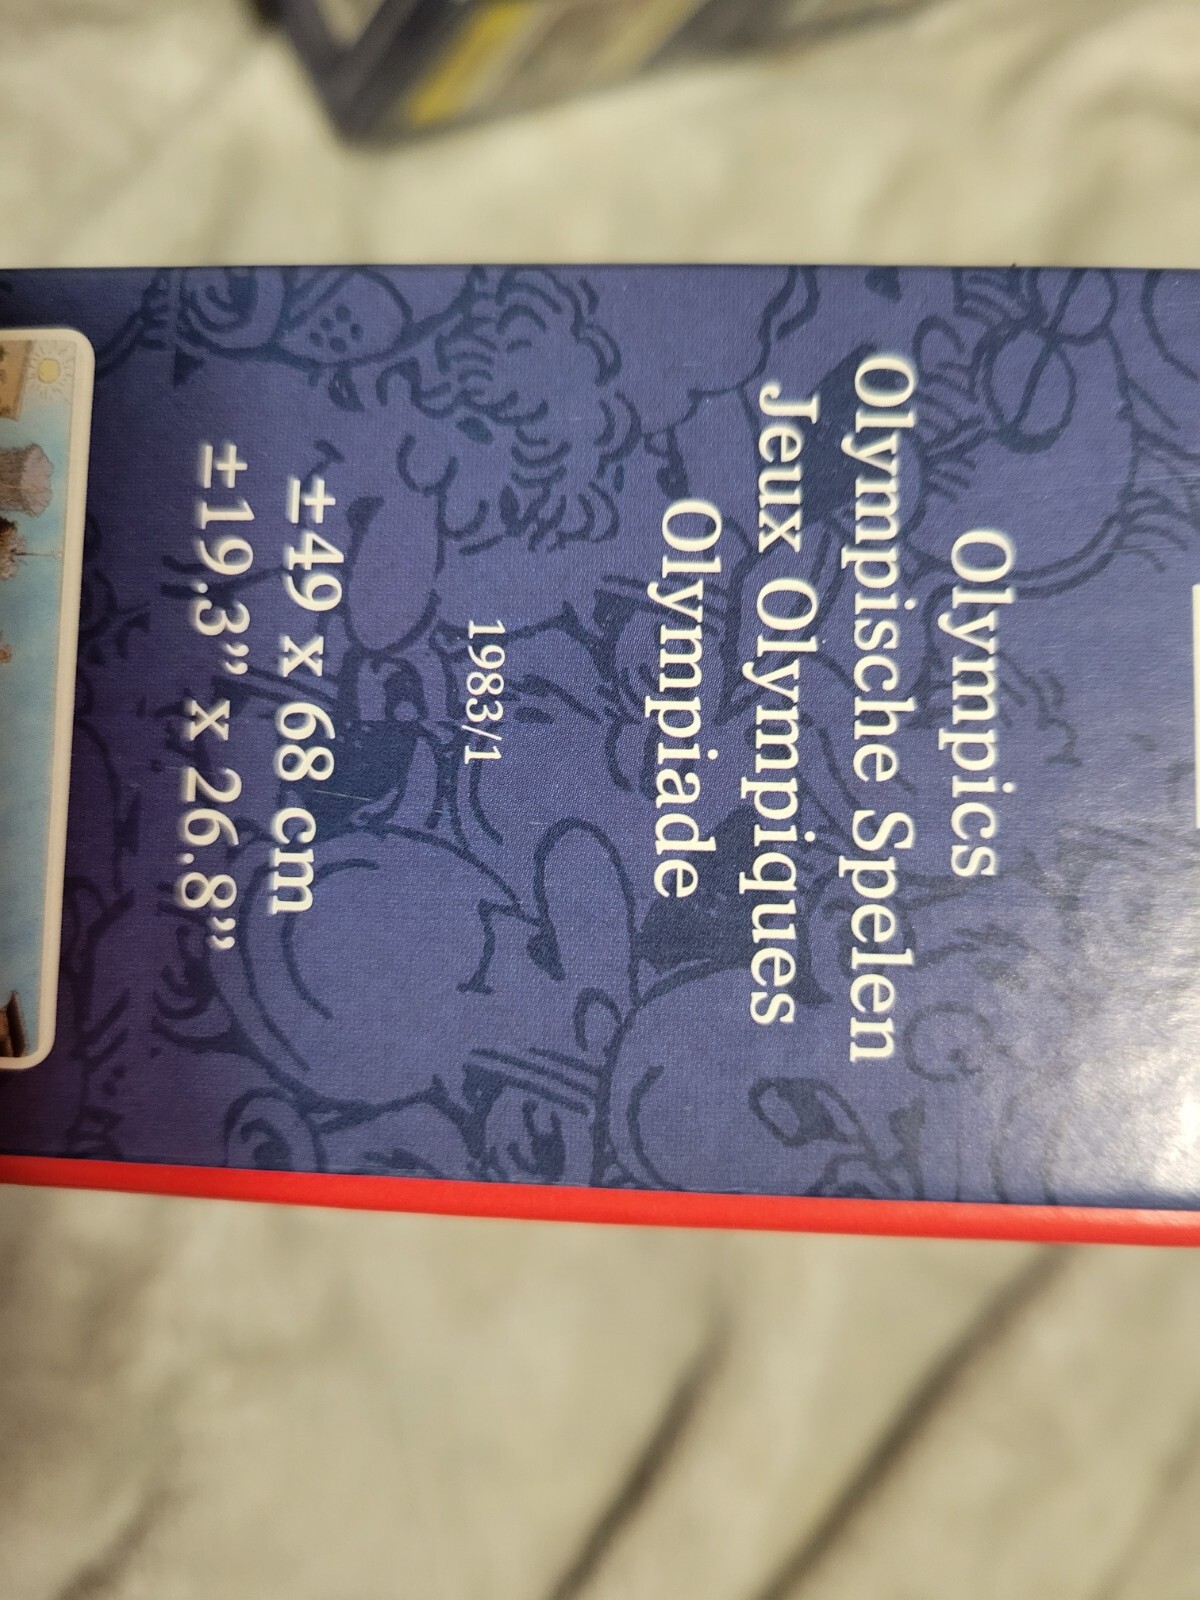 Olympics
Olympische Spelen
Jeux Olympiques
Olympiade
1983/1
±49 x 68 cm
±19.3” x 26.8”